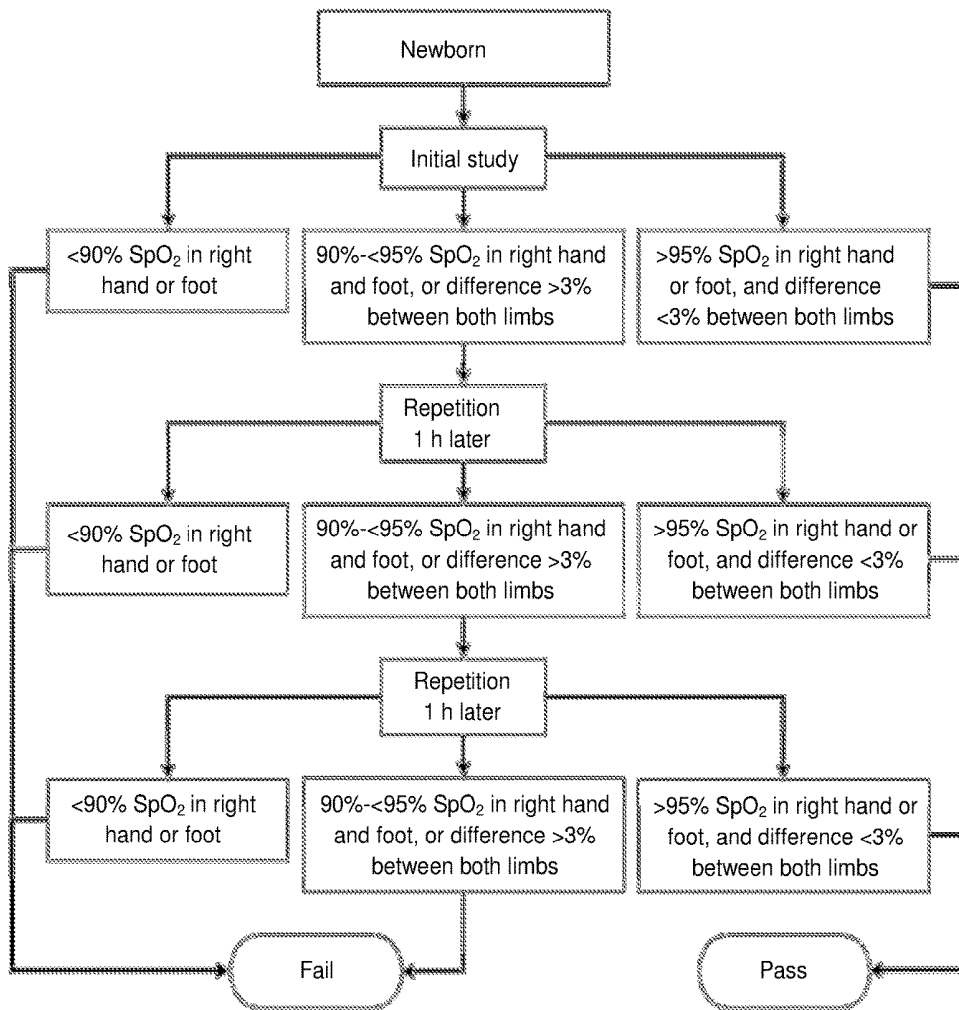 Newborn
Initial study
<90% SpO₂ in right
hand or foot
90%-<95% SpO₂ in right hand
and foot, or difference >3%
between both limbs
>95% SpO₂ in right hand
or foot, and difference
<3% between both limbs
Repetition
1 h later
<90% SpO₂ in right
hand or foot
90%-<95% SpO₂ in right hand
and foot, or difference >3%
between both limbs
>95% SpO₂ in right hand or
foot, and difference <3%
between both limbs
Repetition
1 h later
<90% SpO₂ in right
hand or foot
90%-<95% SpO₂ in right hand
and foot, or difference >3%
between both limbs
>95% SpO₂ in right hand or
foot, and difference <3%
between both limbs
Fail
Pass